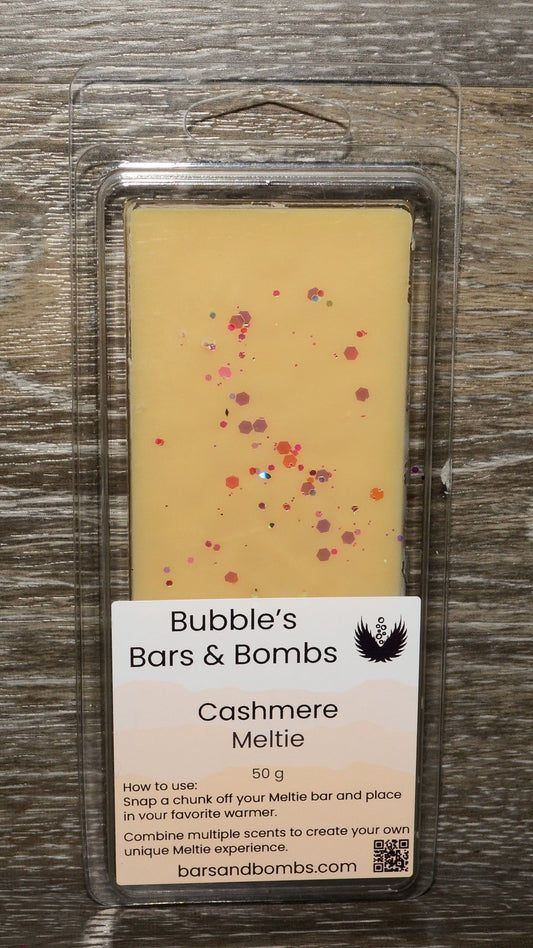 Bubble's
Bars & Bombs
Cashmere
Meltie
50 g
How to use:
Snap a chunk off your Meltie bar and place
in your favorite warmer.
Combine multiple scents to create your own
unique Meltie experience.
barsandbombs.com